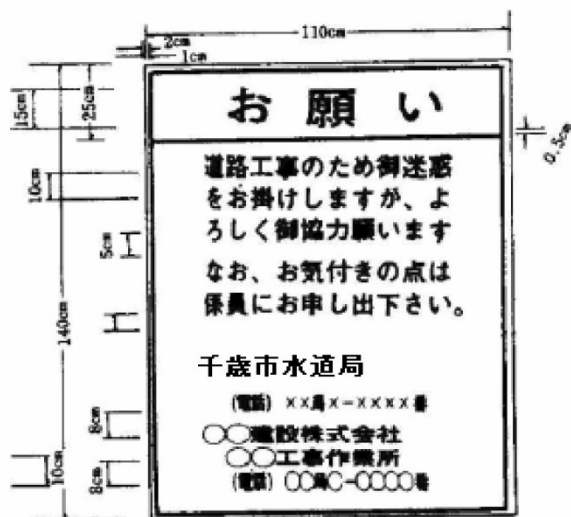 110cm
2cm
1cm
15cm
25cm
お願い
0.5cm
道路工事のため御迷惑
をお掛けしますが、よ
ろしく御協力願います
なお、お気付きの点は
係員にお申し出下さい。
10cm
5cm
140cm
千歳市水道局
(電話) ××局×-××××番
8cm
○○建設株式会社
○○工事作業所
(電話) ○○局○-○○○○番
10cm
8cm